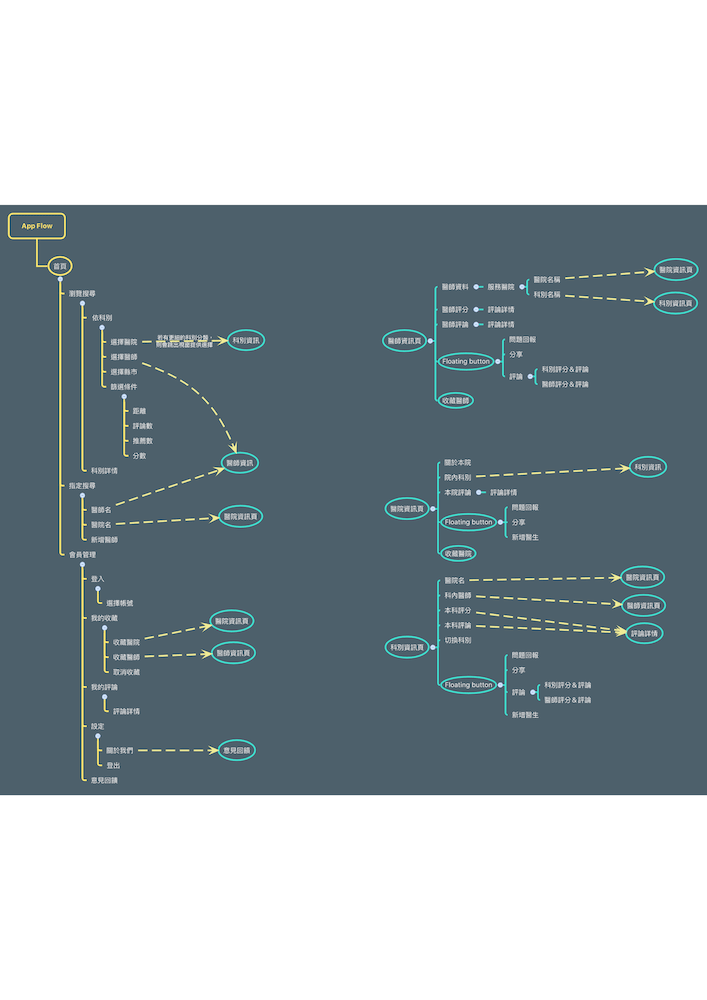 App Flow
首頁
瀏覽搜尋
依科別
選擇醫院
若有更細的科別分盤，
則會跳出視窗提供選擇
科別資訊
選擇醫師
選擇縣市
篩選條件
距離
評論數
推薦數
分數
科別詳情
醫師資訊
指定搜尋
醫師名
醫院名
醫院資訊頁
新增醫師
會員管理
登入
選擇帳號
我的收藏
收藏醫院
醫院資訊頁
收藏醫師
醫師資訊頁
取消收藏
我的評論
評論詳情
設定
關於我們
意見回饋
登出
意見回饋
醫師資訊頁
醫師資料
服務醫院
醫院名稱
醫院資訊頁
科別名稱
科別資訊頁
醫師評分
評論詳情
醫師評論
評論詳情
Floating button
問題回報
分享
評論
科別評分＆評論
醫師評分＆評論
收藏醫師
醫院資訊頁
關於本院
院內科別
科別資訊
本院評論
評論詳情
Floating button
問題回報
分享
新增醫生
收藏醫院
科別資訊頁
醫院名
醫院資訊頁
科內醫師
醫師資訊頁
本科評分
本科評論
評論詳情
切換科別
Floating button
問題回報
分享
評論
科別評分＆評論
醫師評分＆評論
新增醫生